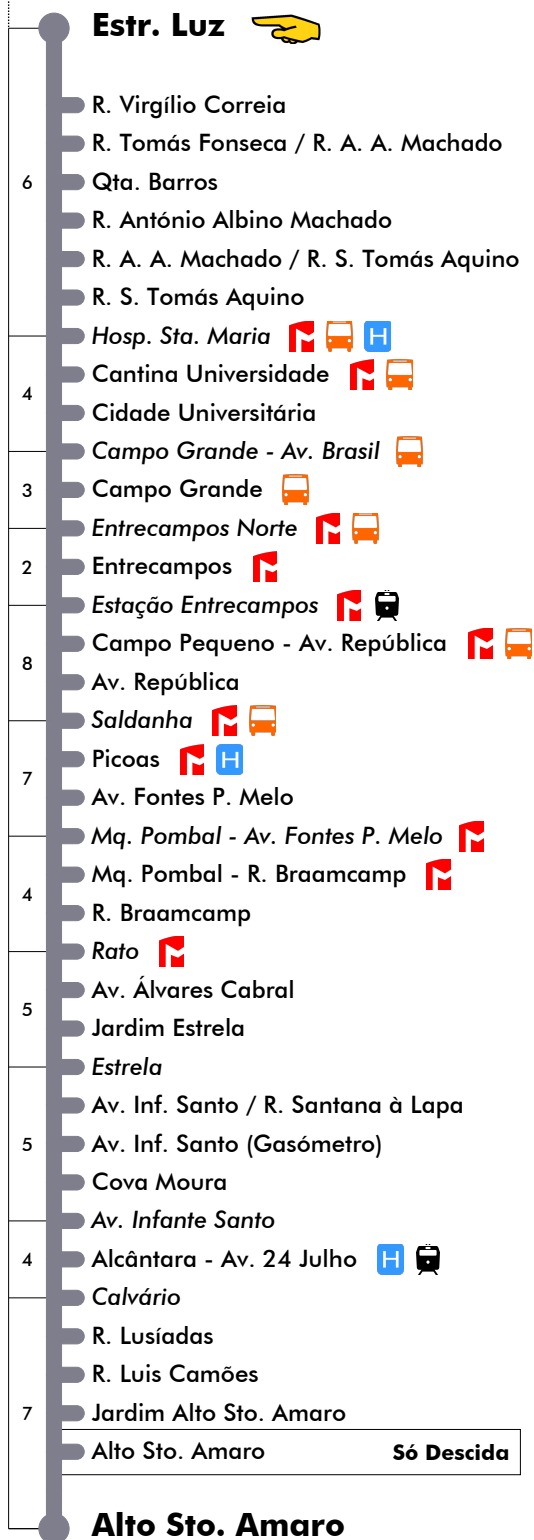 Estr. Luz
R. Virgílio Correia
R. Tomás Fonseca / R. A. A. Machado
6 Qta. Barros
R. António Albino Machado
R. A. A. Machado / R. S. Tomás Aquino
R. S. Tomás Aquino
Hosp. Sta. Maria H
Cantina Universidade
4
Cidade Universitária
Campo Grande - Av. Brasil
3 Campo Grande
Entrecampos Norte
2 Entrecampos
Estação Entrecampos
Campo Pequeno - Av. República
8
Av. República
Saldanha
Picoas H
7
Av. Fontes P. Melo
Mq. Pombal - Av. Fontes P. Melo
Mq. Pombal - R. Braamcamp
4
R. Braamcamp
Rato
Av. Álvares Cabral
5
Jardim Estrela
Estrela
Av. Inf. Santo / R. Santana à Lapa
5 Av. Inf. Santo (Gasómetro)
Cova Moura
Av. Infante Santo
4 Alcântara - Av. 24 Julho H
Calvário
R. Lusíadas
R. Luis Camões
7 Jardim Alto Sto. Amaro
Alto Sto. Amaro Só Descida
Alto Sto. Amaro